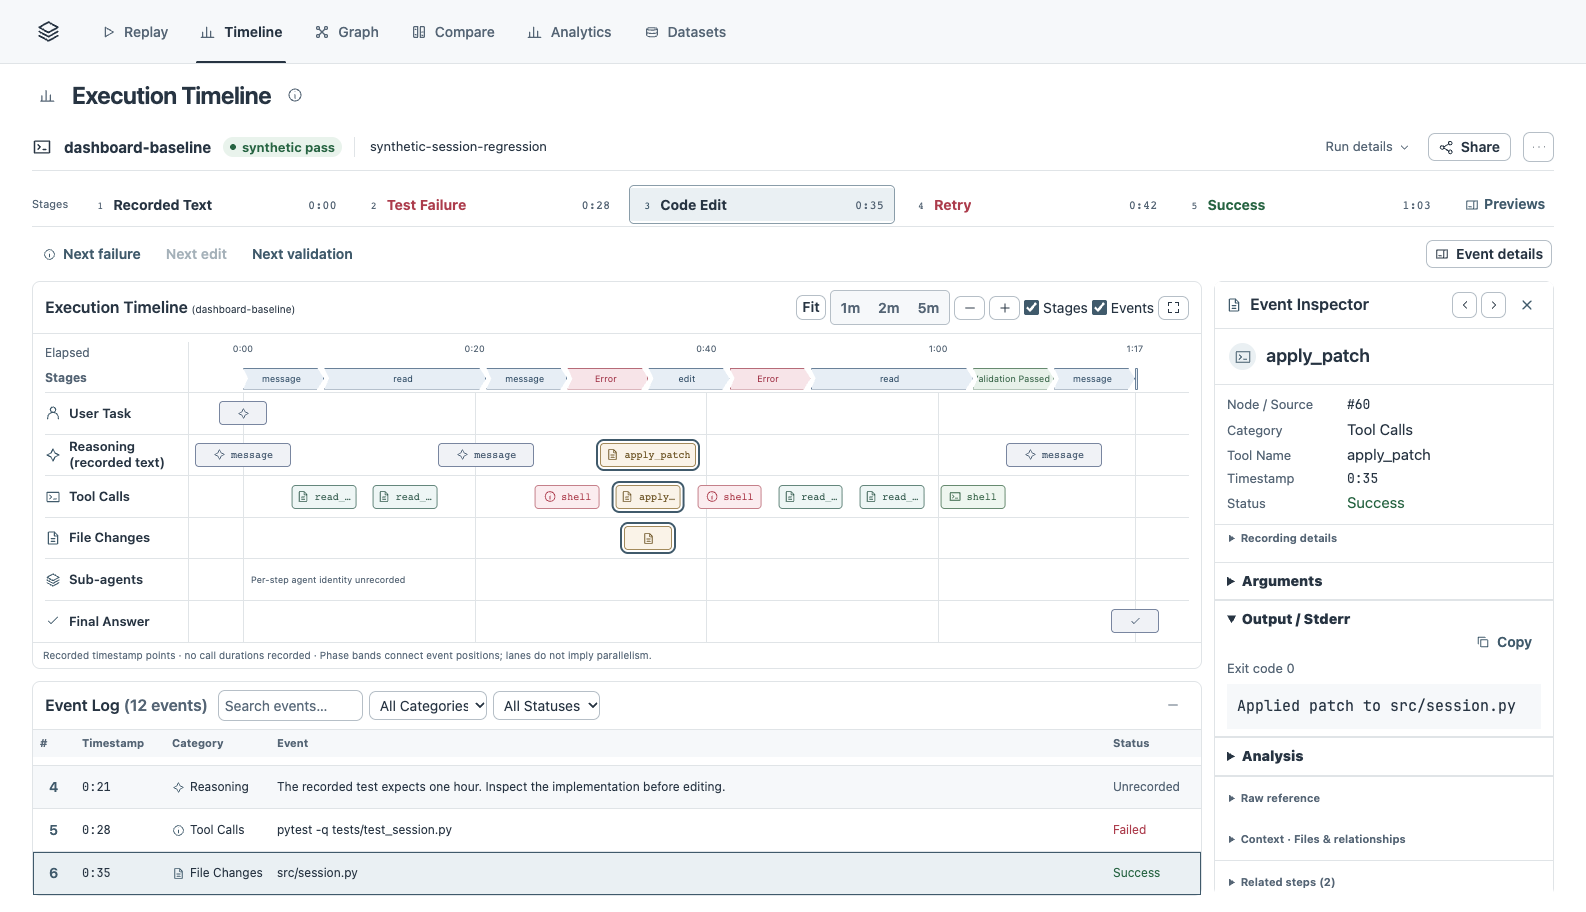 Replay Timeline Graph Compare Analytics Datasets
Execution Timeline
dashboard-baseline synthetic pass synthetic-session-regression Run details Share
Stages 1 Recorded Text 0:00 2 Test Failure 0:28 3 Code Edit 0:35 4 Retry 0:42 5 Success 1:03 Previews
Next failure Next edit Next validation Event details
Execution Timeline (dashboard-baseline) Fit 1m 2m 5m − + Stages Events
Elapsed 0:00 0:20 0:40 1:00 1:17
Stages message read message Error edit Error read alidation Passed message
User Task
Reasoning
(recorded text) message message apply_patch message
Tool Calls read_… read_… shell apply… shell read_… read_… shell
File Changes
Sub-agents Per-step agent identity unrecorded
Final Answer
Recorded timestamp points · no call durations recorded · Phase bands connect event positions; lanes do not imply parallelism.
Event Log (12 events) Search events... All Categories All Statuses
# Timestamp Category Event Status
4 0:21 Reasoning The recorded test expects one hour. Inspect the implementation before editing. Unrecorded
5 0:28 Tool Calls pytest -q tests/test_session.py Failed
6 0:35 File Changes src/session.py Success
Event Inspector
apply_patch
Node / Source #60
Category Tool Calls
Tool Name apply_patch
Timestamp 0:35
Status Success
Recording details
Arguments
Output / Stderr
Copy
Exit code 0
Applied patch to src/session.py
Analysis
Raw reference
Context · Files & relationships
Related steps (2)